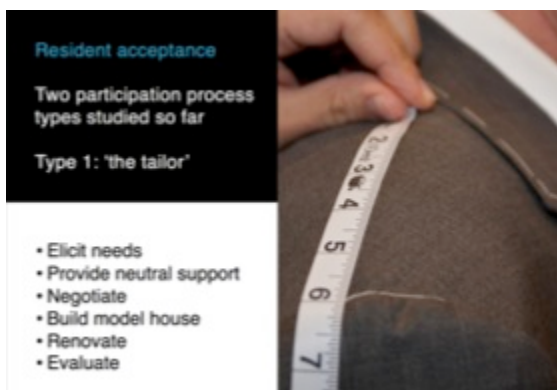 Resident acceptance
Two participation process
types studied so far
Type 1: 'the tailor'
• Elicit needs
• Provide neutral support
• Negotiate
• Build model house
• Renovate
• Evaluate
2
3
4
5
6
7